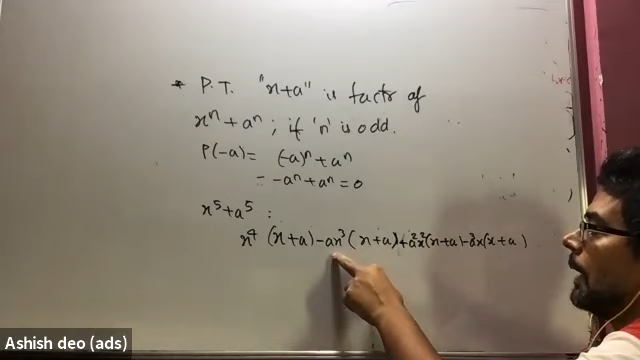 * P.T. "x+a" is factr of
xⁿ + aⁿ ; if 'n' is odd.
P(-a) = (-a)ⁿ + aⁿ
= -aⁿ + aⁿ = 0
x⁵ + a⁵ :
x⁴ (x+a) - ax³ (x+a) + a²x² (x+a) - a³x (x+a)
Ashish deo (ads)